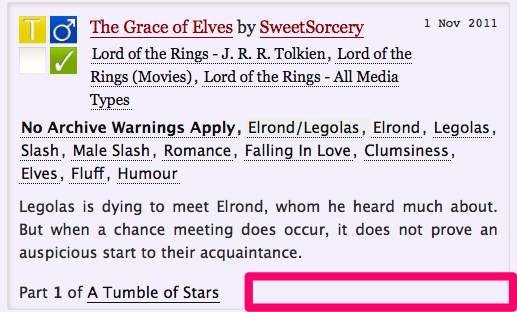 T
The Grace of Elves by SweetSorcery
1 Nov 2011
Lord of the Rings - J. R. R. Tolkien, Lord of the
Rings (Movies), Lord of the Rings - All Media
Types
No Archive Warnings Apply, Elrond/Legolas, Elrond, Legolas,
Slash, Male Slash, Romance, Falling In Love, Clumsiness,
Elves, Fluff, Humour
Legolas is dying to meet Elrond, whom he heard much about.
But when a chance meeting does occur, it does not prove an
auspicious start to their acquaintance.
Part 1 of A Tumble of Stars